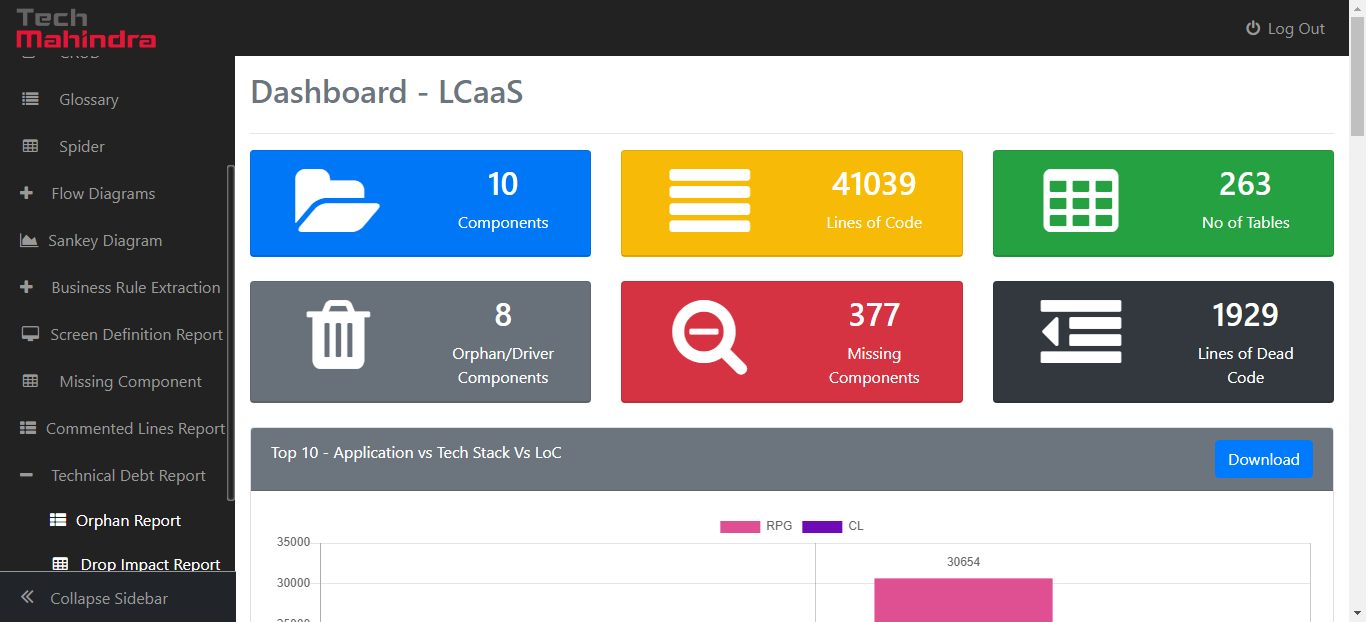 Tech
Mahindra
Log Out
CRUD
Glossary
Spider
Flow Diagrams
Sankey Diagram
Business Rule Extraction
Screen Definition Report
Missing Component
Commented Lines Report
Technical Debt Report
Orphan Report
Drop Impact Report
Collapse Sidebar
Dashboard - LCaaS
10
Components
41039
Lines of Code
263
No of Tables
8
Orphan/Driver
Components
377
Missing
Components
1929
Lines of Dead
Code
Top 10 - Application vs Tech Stack Vs LoC
Download
RPG CL
35000
30654
30000
25000